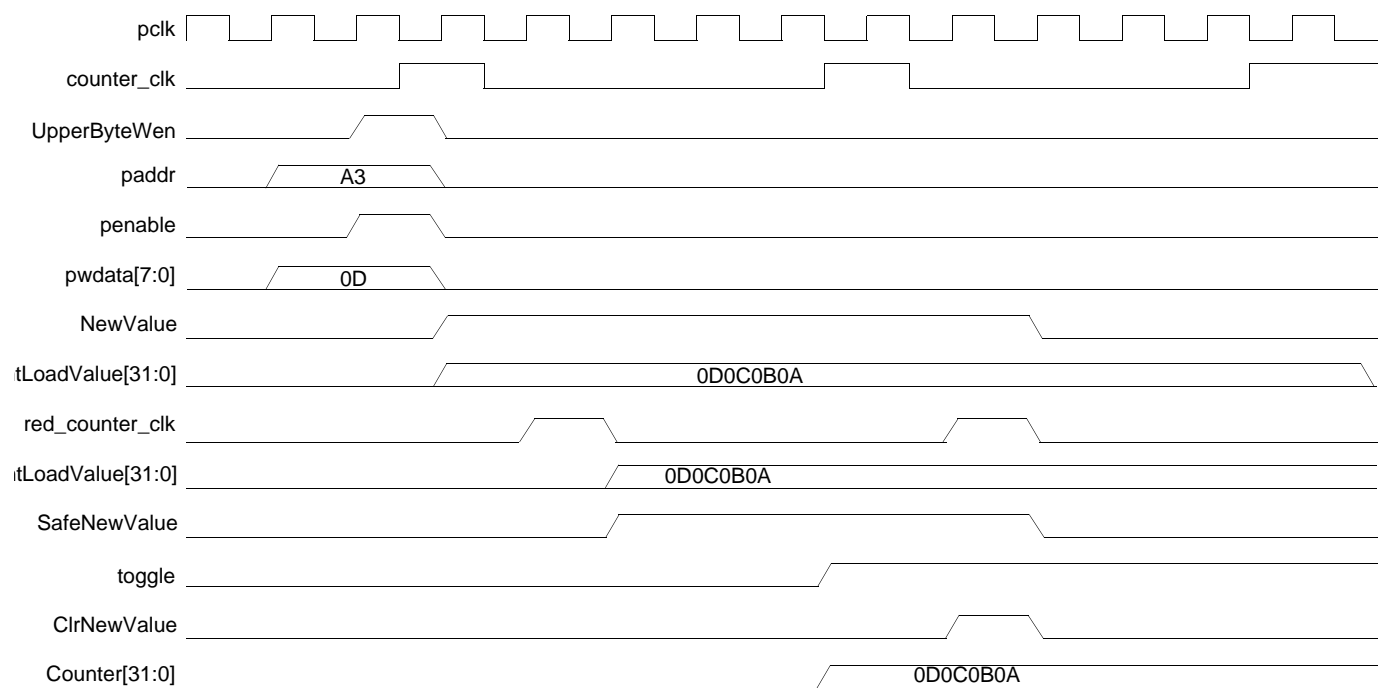 pclk
counter_clk
UpperByteWen
paddr A3
penable
pwdata[7:0] 0D
NewValue
tLoadValue[31:0] 0D0C0B0A
red_counter_clk
tLoadValue[31:0] 0D0C0B0A
SafeNewValue
toggle
ClrNewValue
Counter[31:0] 0D0C0B0A